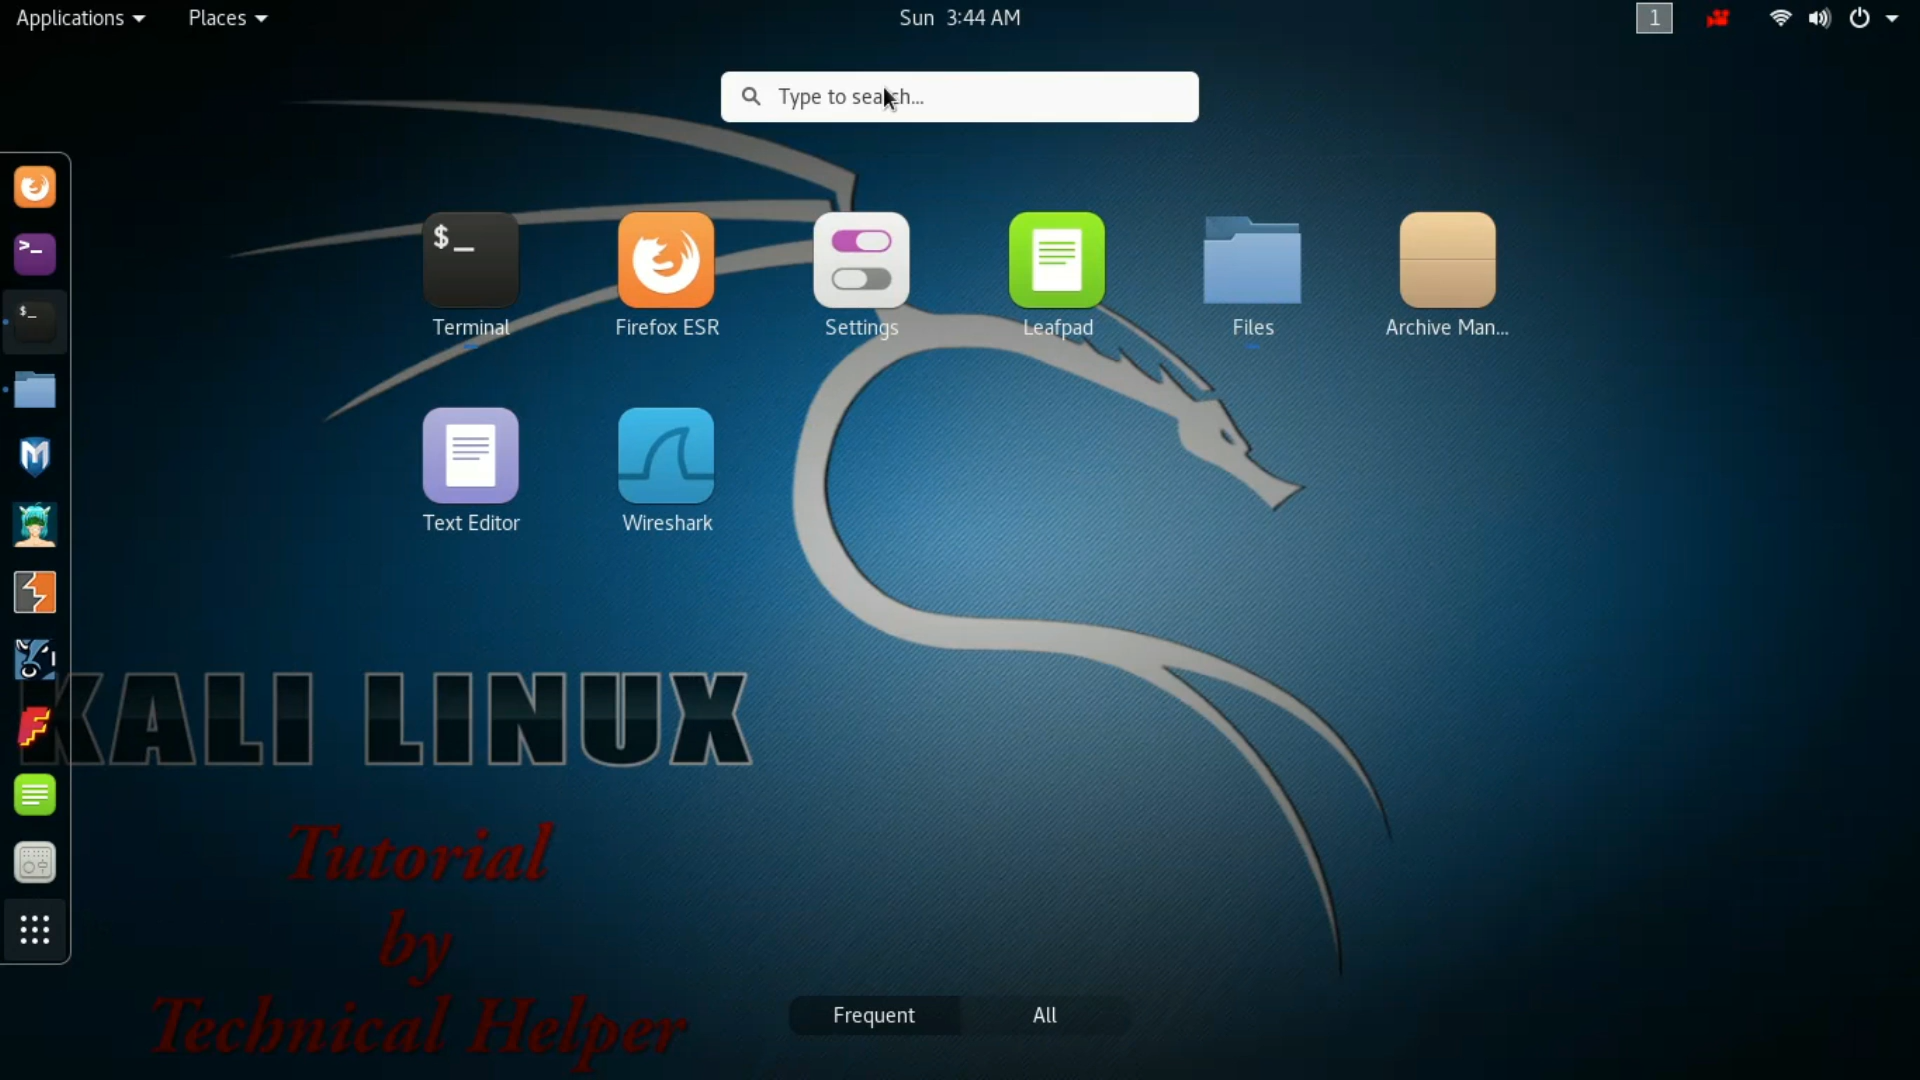 Applications Places Sun 3:44 AM 1
Type to search...
$_ Terminal
Firefox ESR
Settings
Leafpad
Files
Archive Man...
Text Editor
Wireshark
>_
$_
KALI LINUX
Tutorial
by
Technical Helper
Frequent All